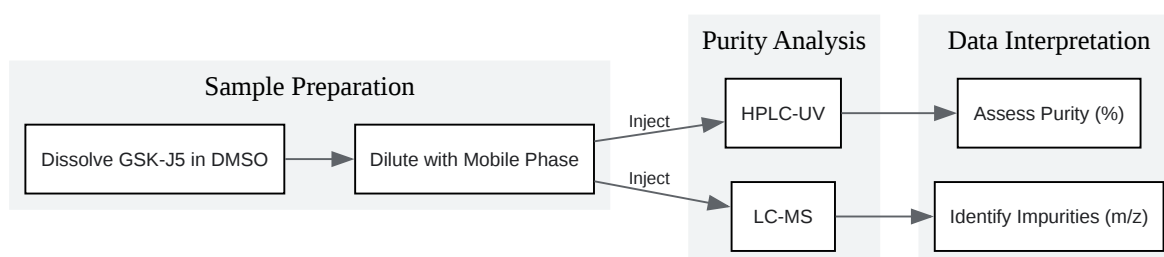 Sample Preparation
Dissolve GSK-J5 in DMSO
Dilute with Mobile Phase
Inject
Inject
Purity Analysis
HPLC-UV
LC-MS
Data Interpretation
Assess Purity (%)
Identify Impurities (m/z)